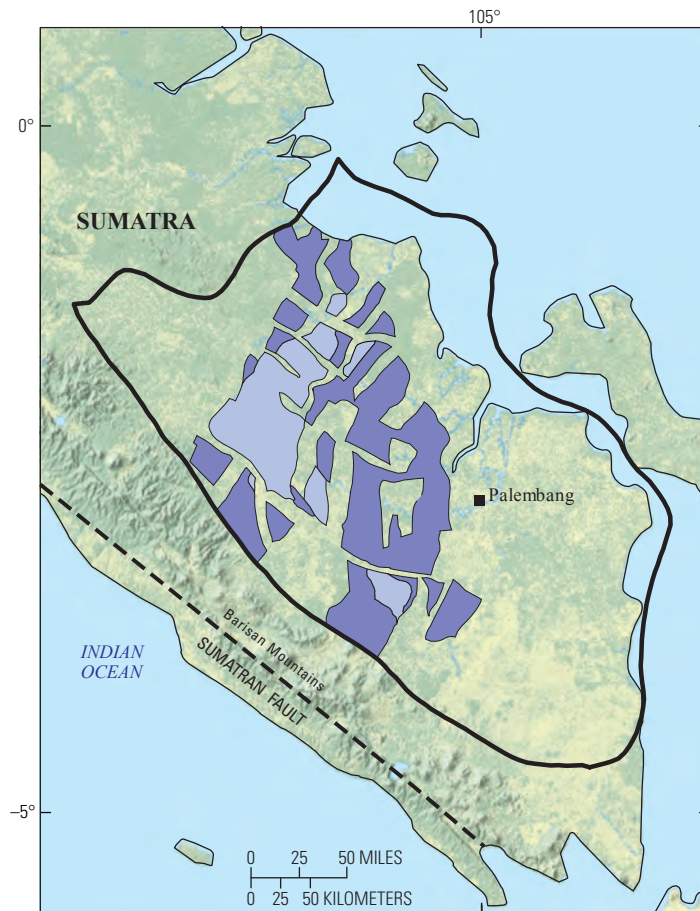 105°
0°
SUMATRA
Palembang
Barisan Mountains
SUMATRAN FAULT
INDIAN
OCEAN
–5°
0 25 50 MILES
0 25 50 KILOMETERS